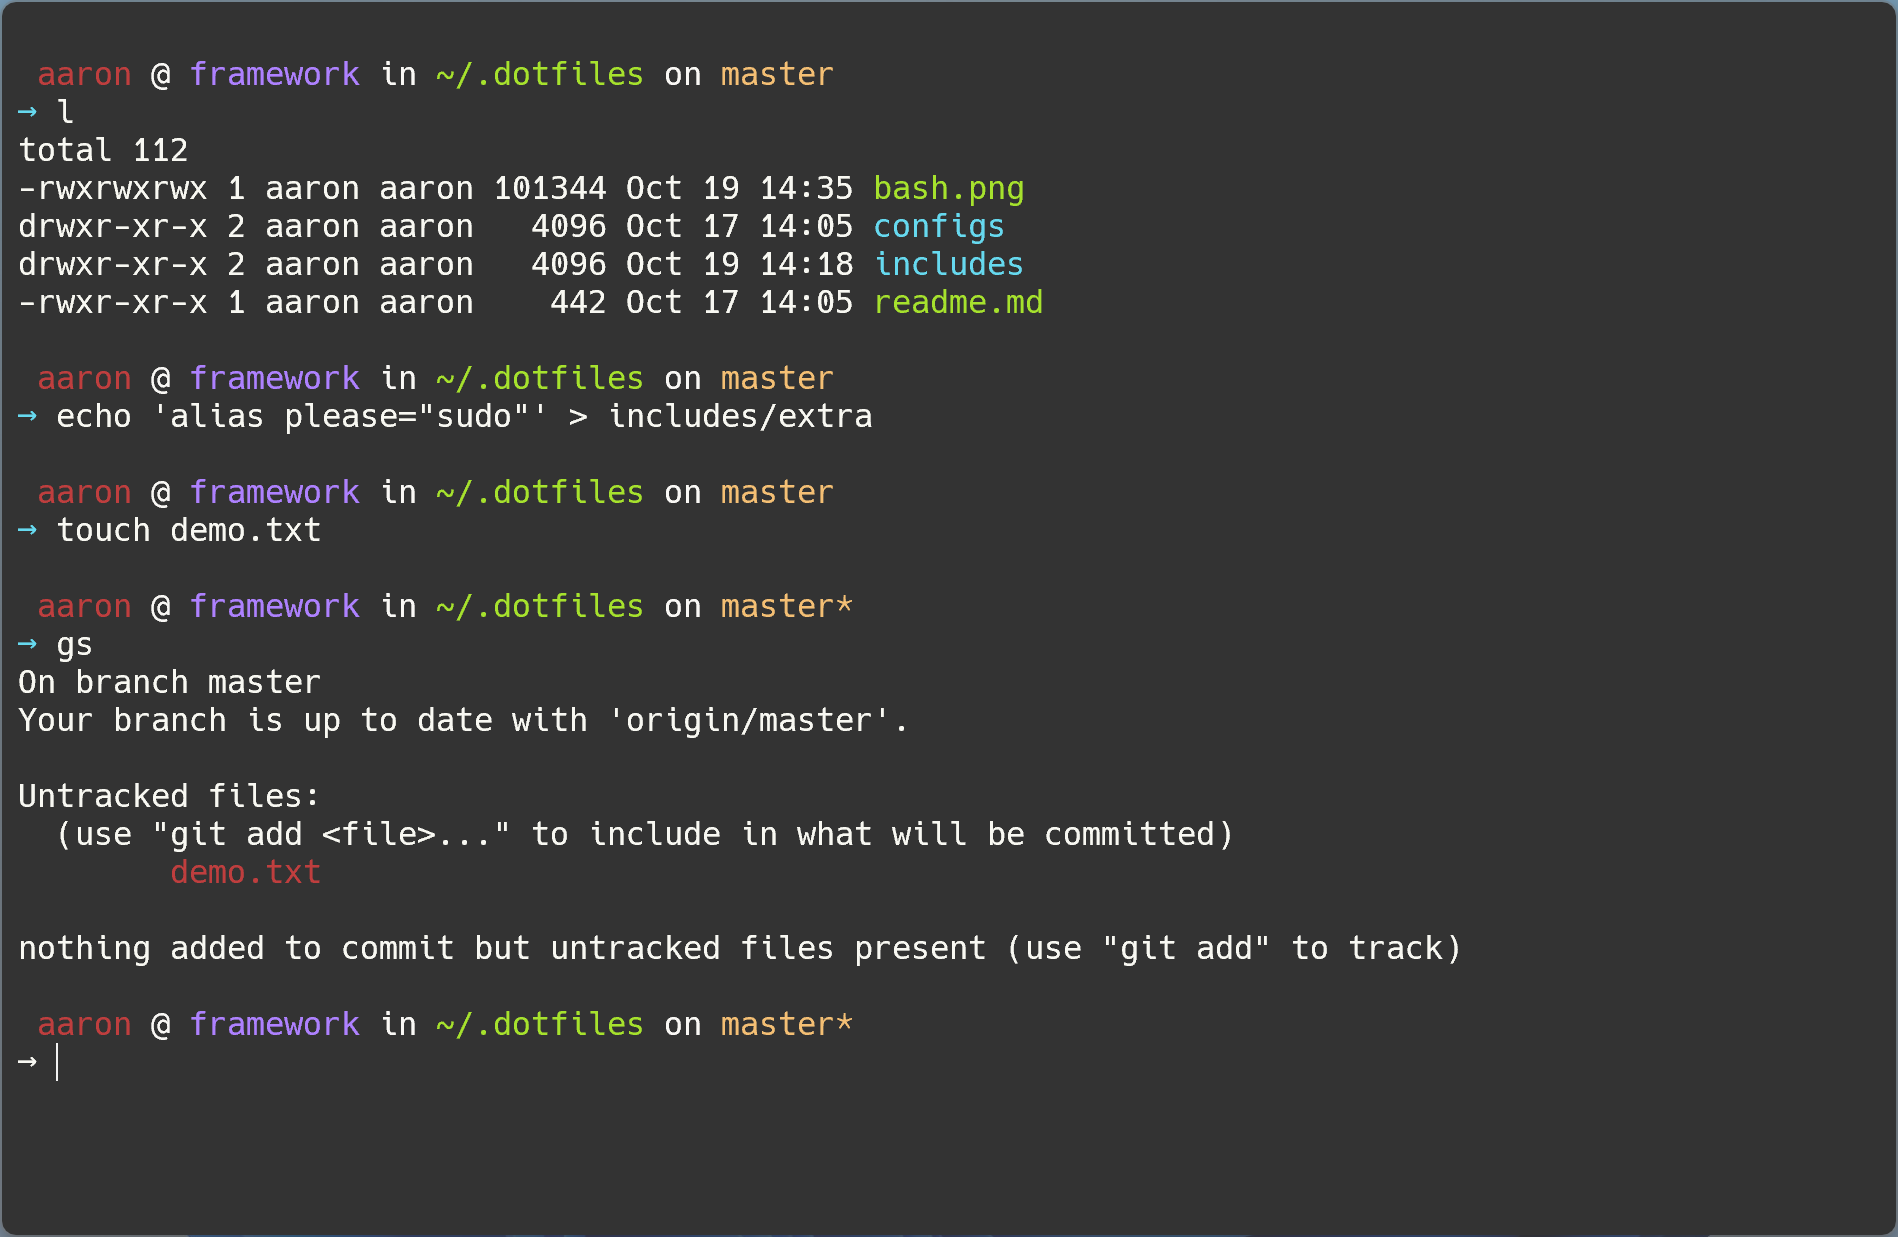 aaron @ framework in ~/.dotfiles on master
→ l
total 112
-rwxrwxrwx 1 aaron aaron 101344 Oct 19 14:35 bash.png
drwxr-xr-x 2 aaron aaron   4096 Oct 17 14:05 configs
drwxr-xr-x 2 aaron aaron   4096 Oct 19 14:18 includes
-rwxr-xr-x 1 aaron aaron    442 Oct 17 14:05 readme.md
aaron @ framework in ~/.dotfiles on master
→ echo 'alias please="sudo"' > includes/extra
aaron @ framework in ~/.dotfiles on master
→ touch demo.txt
aaron @ framework in ~/.dotfiles on master*
→ gs
On branch master
Your branch is up to date with 'origin/master'.
Untracked files:
  (use "git add <file>..." to include in what will be committed)
        demo.txt
nothing added to commit but untracked files present (use "git add" to track)
aaron @ framework in ~/.dotfiles on master*
→